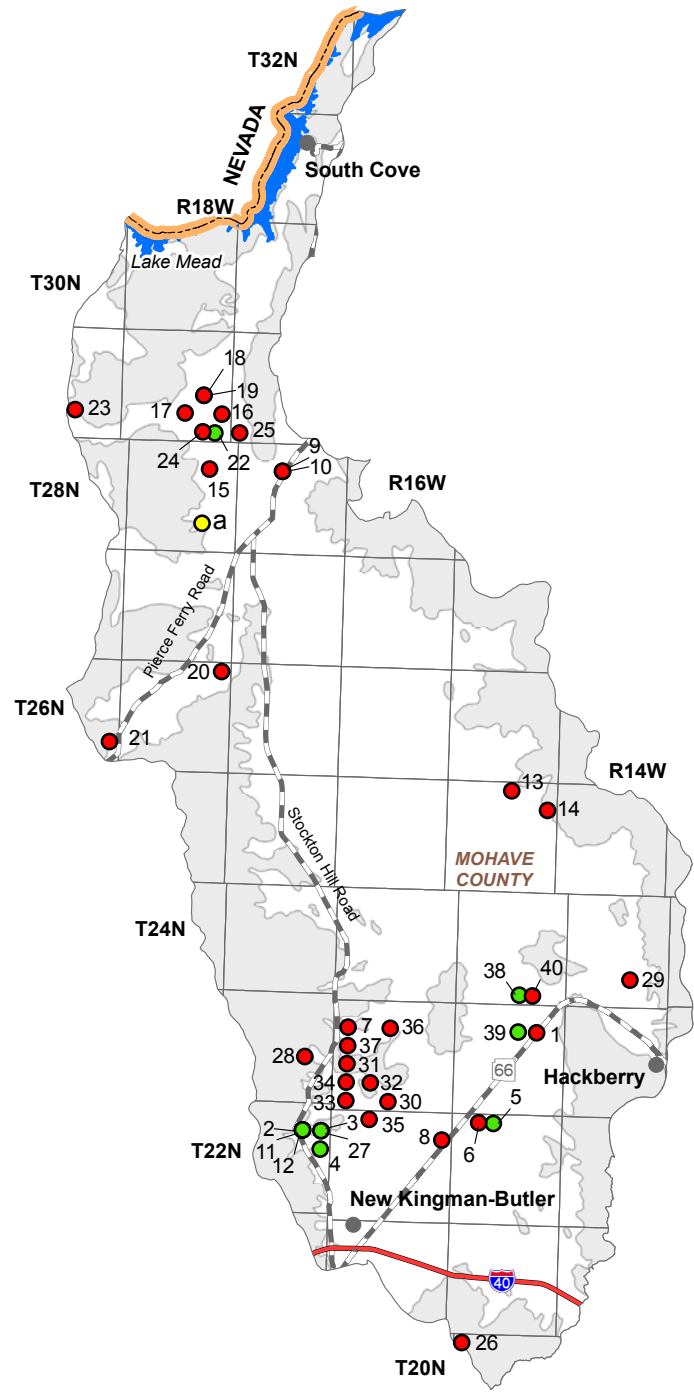 T32N
NEVADA
South Cove
R18W
Lake Mead
T30N
18
19
23
17
16
25
24
22
9
10
15
T28N
R16W
a
Pierce Ferry Road
20
T26N
21
R14W
13
14
Stockton Hill Road
MOHAVE
COUNTY
T24N
38
40
29
7
36
39
1
37
28
31
66
Hackberry
34
32
33
30
5
35
2
3
8
6
11
27
T22N
12
4
New Kingman-Butler
40
26
T20N